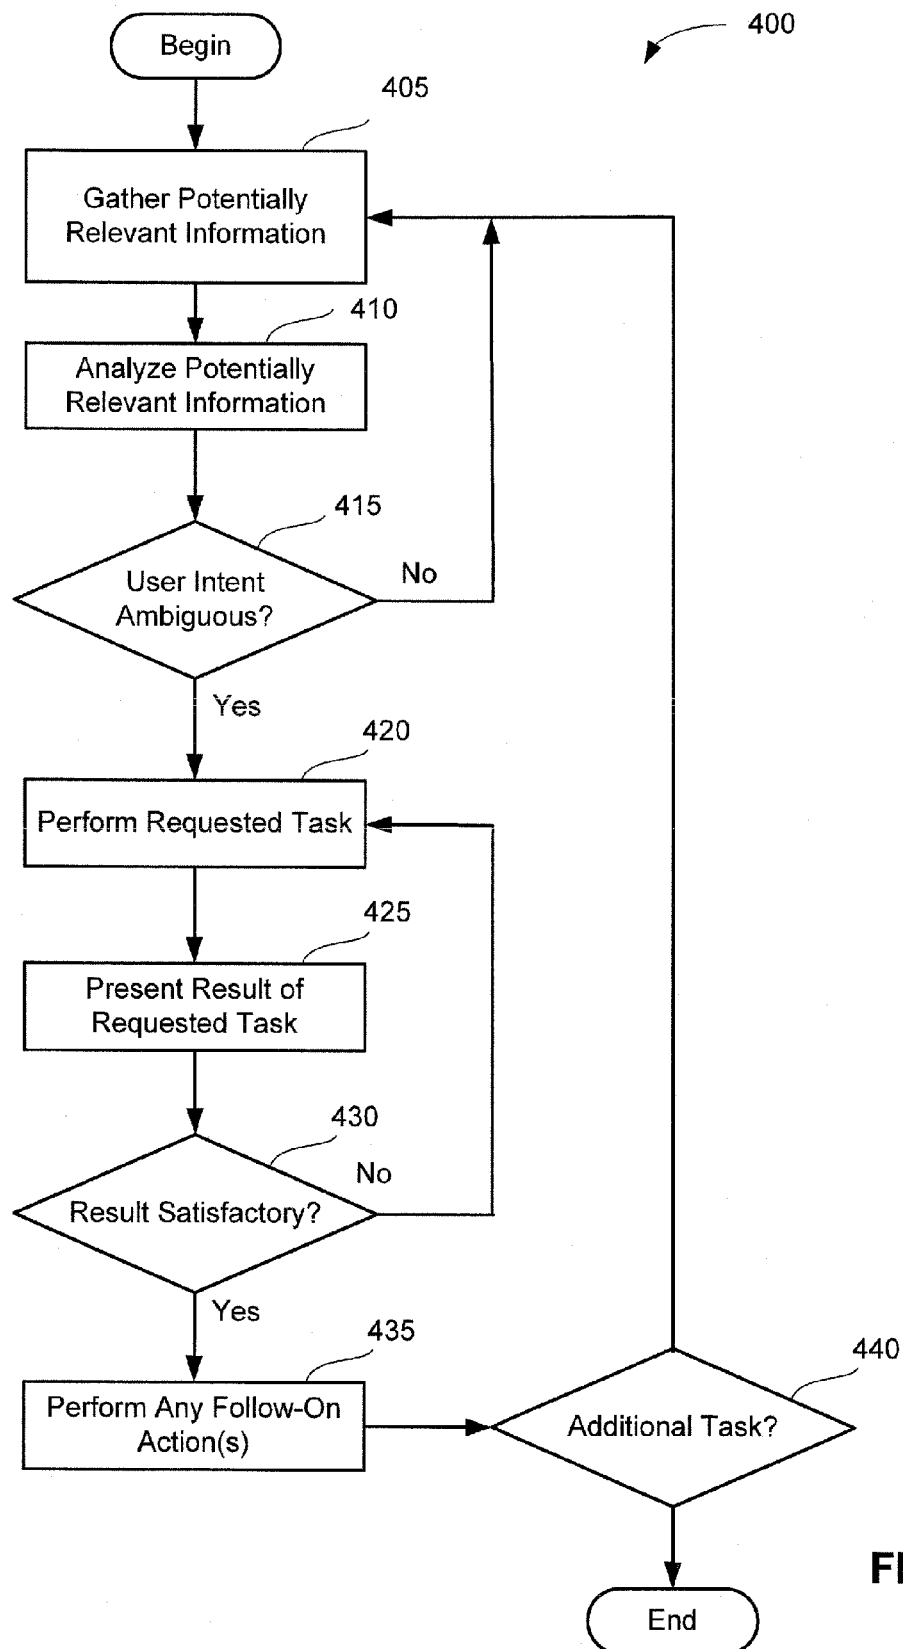 Begin
400
405
Gather Potentially
Relevant Information
410
Analyze Potentially
Relevant Information
415
User Intent
Ambiguous?
No
Yes
420
Perform Requested Task
425
Present Result of
Requested Task
430
No
Result Satisfactory?
Yes
435
Perform Any Follow-On
Action(s)
440
Additional Task?
End